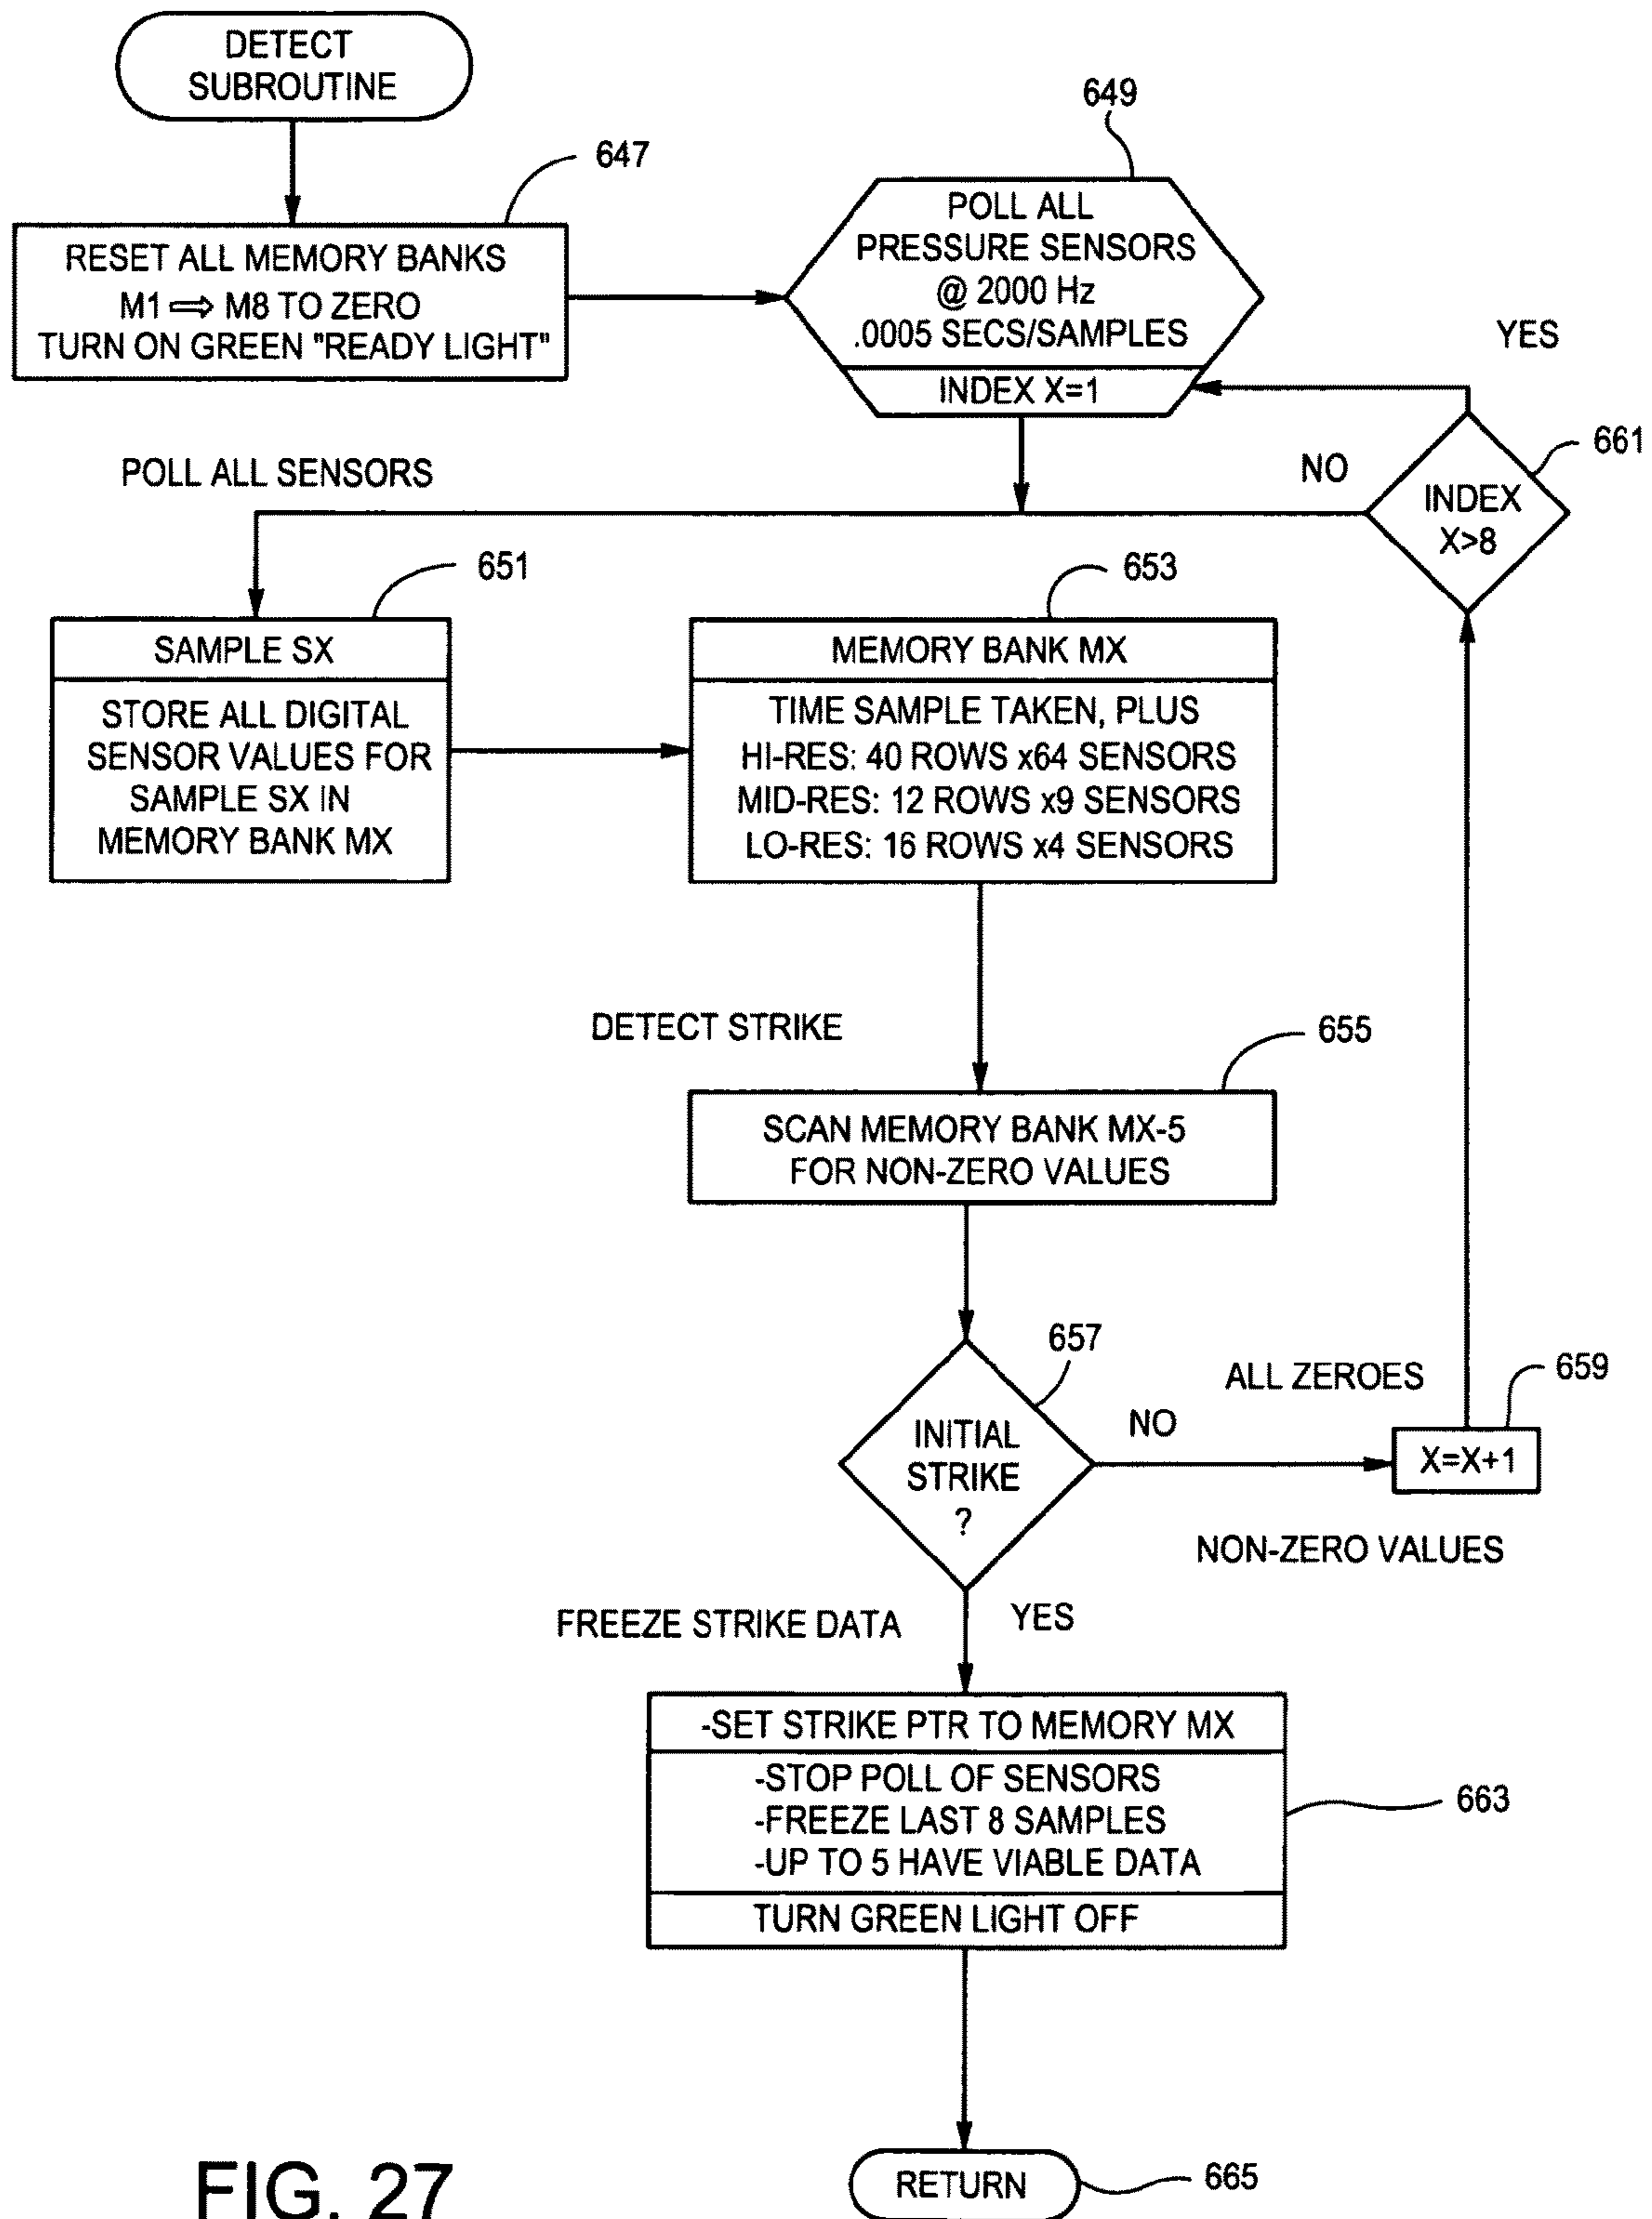 DETECT
SUBROUTINE
647
RESET ALL MEMORY BANKS
M1 ⇒ M8 TO ZERO
TURN ON GREEN "READY LIGHT"
649
POLL ALL
PRESSURE SENSORS
@ 2000 Hz
.0005 SECS/SAMPLES
INDEX X=1
YES
661
INDEX
X>8
NO
POLL ALL SENSORS
651
SAMPLE SX
STORE ALL DIGITAL
SENSOR VALUES FOR
SAMPLE SX IN
MEMORY BANK MX
653
MEMORY BANK MX
TIME SAMPLE TAKEN, PLUS
HI-RES: 40 ROWS x64 SENSORS
MID-RES: 12 ROWS x9 SENSORS
LO-RES: 16 ROWS x4 SENSORS
DETECT STRIKE
655
SCAN MEMORY BANK MX-5
FOR NON-ZERO VALUES
657
INITIAL
STRIKE
?
NO
ALL ZEROES
659
X=X+1
NON-ZERO VALUES
FREEZE STRIKE DATA
YES
-SET STRIKE PTR TO MEMORY MX
-STOP POLL OF SENSORS
-FREEZE LAST 8 SAMPLES
-UP TO 5 HAVE VIABLE DATA
TURN GREEN LIGHT OFF
663
RETURN
665
FIG. 27